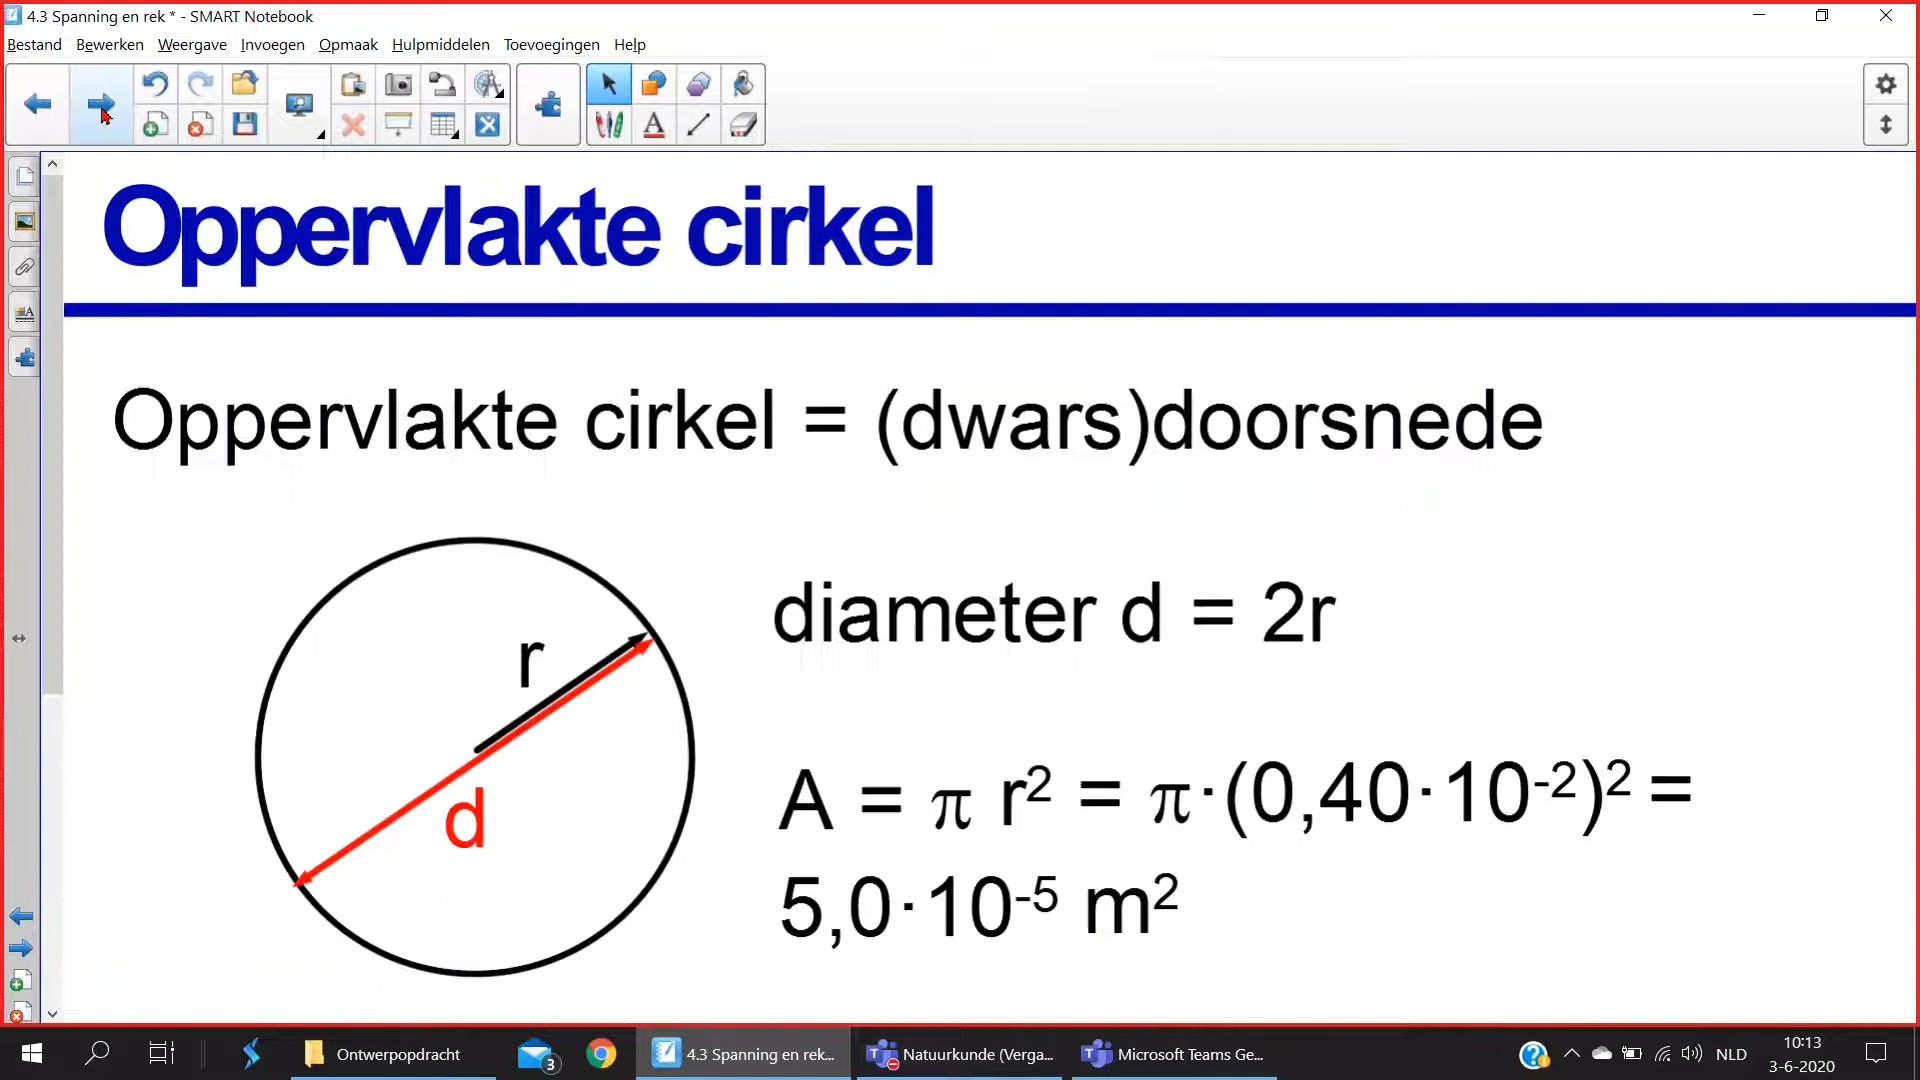 4.3 Spanning en rek * - SMART Notebook
Bestand Bewerken Weergave Invoegen Opmaak Hulpmiddelen Toevoegingen Help
Oppervlakte cirkel
Oppervlakte cirkel = (dwars)doorsnede
diameter d = 2r
r
d
A = π r² = π·(0,40·10⁻²)² =
5,0·10⁻⁵ m²
Ontwerpopdracht
3
4.3 Spanning en rek...
Natuurkunde (Verga...
Microsoft Teams Ge...
NLD
10:13
3-6-2020